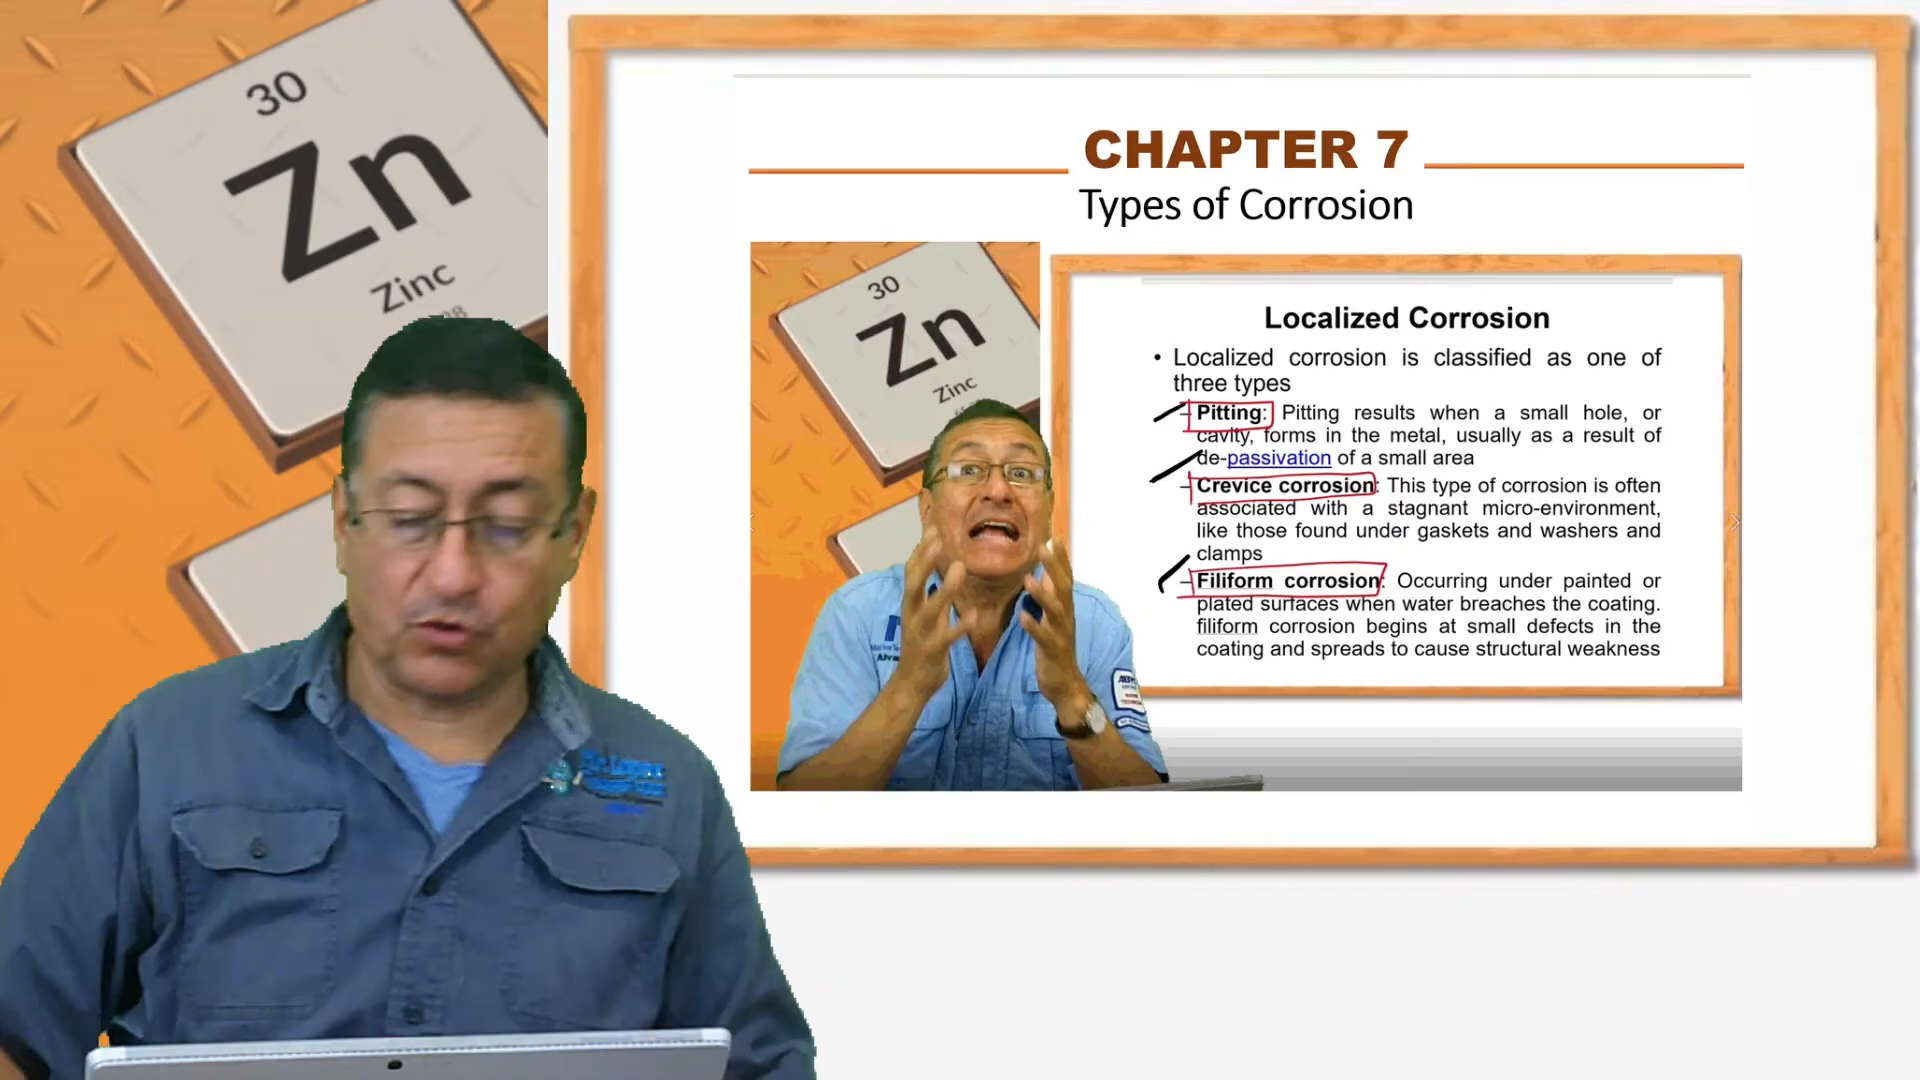 30
Zn
Zinc
CHAPTER 7
Types of Corrosion
30
Zn
Zinc
Localized Corrosion
• Localized corrosion is classified as one of
three types
– Pitting: Pitting results when a small hole, or
cavity, forms in the metal, usually as a result of
de-passivation of a small area
– Crevice corrosion: This type of corrosion is often
associated with a stagnant micro-environment,
like those found under gaskets and washers and
clamps
– Filiform corrosion: Occurring under painted or
plated surfaces when water breaches the coating.
filiform corrosion begins at small defects in the
coating and spreads to cause structural weakness